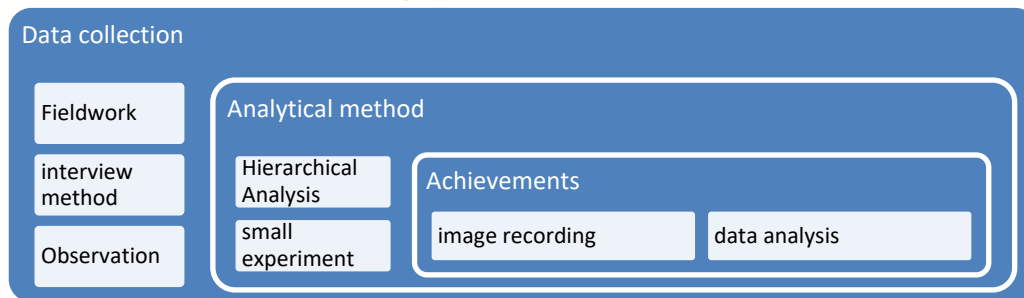 Data collection
Fieldwork
interview
method
Observation
Analytical method
Hierarchical
Analysis
small
experiment
Achievements
image recording
data analysis